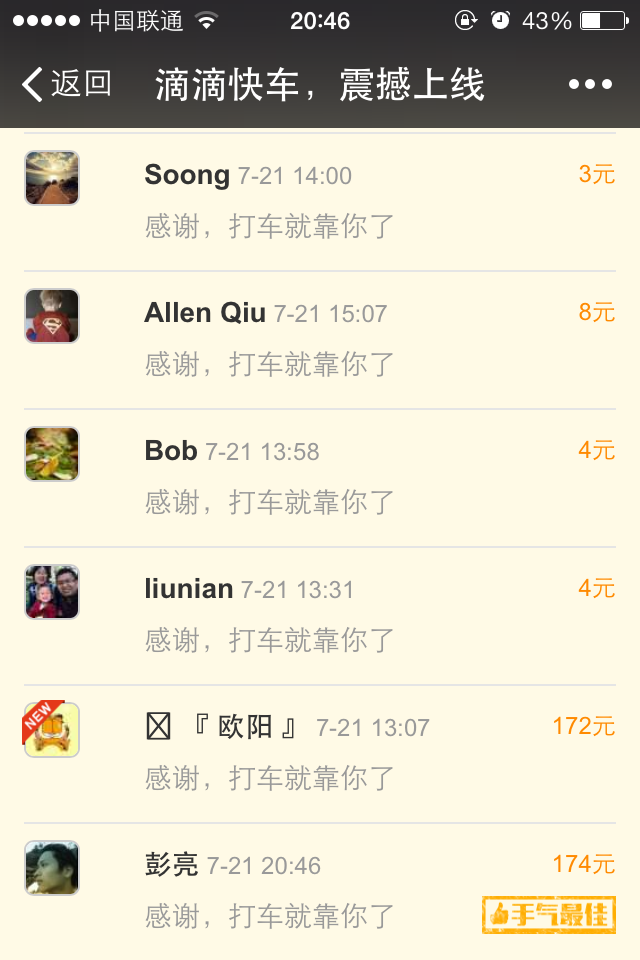 中国联通 20:46 43%
返回 滴滴快车，震撼上线
Soong 7-21 14:00 3元
感谢，打车就靠你了
Allen Qiu 7-21 15:07 8元
感谢，打车就靠你了
Bob 7-21 13:58 4元
感谢，打车就靠你了
liunian 7-21 13:31 4元
感谢，打车就靠你了
NEW
『 欧阳 』 7-21 13:07 172元
感谢，打车就靠你了
彭亮 7-21 20:46 174元
感谢，打车就靠你了
手气最佳